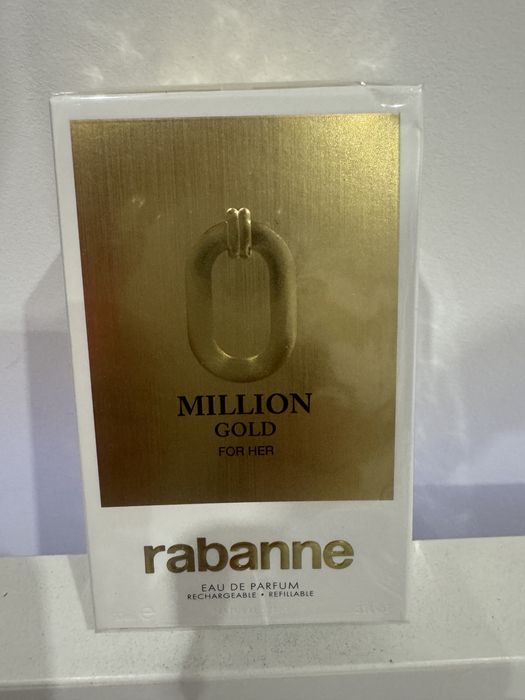 MILLION
GOLD
FOR HER
rabanne
EAU DE PARFUM
RECHARGEABLE • REFILLABLE